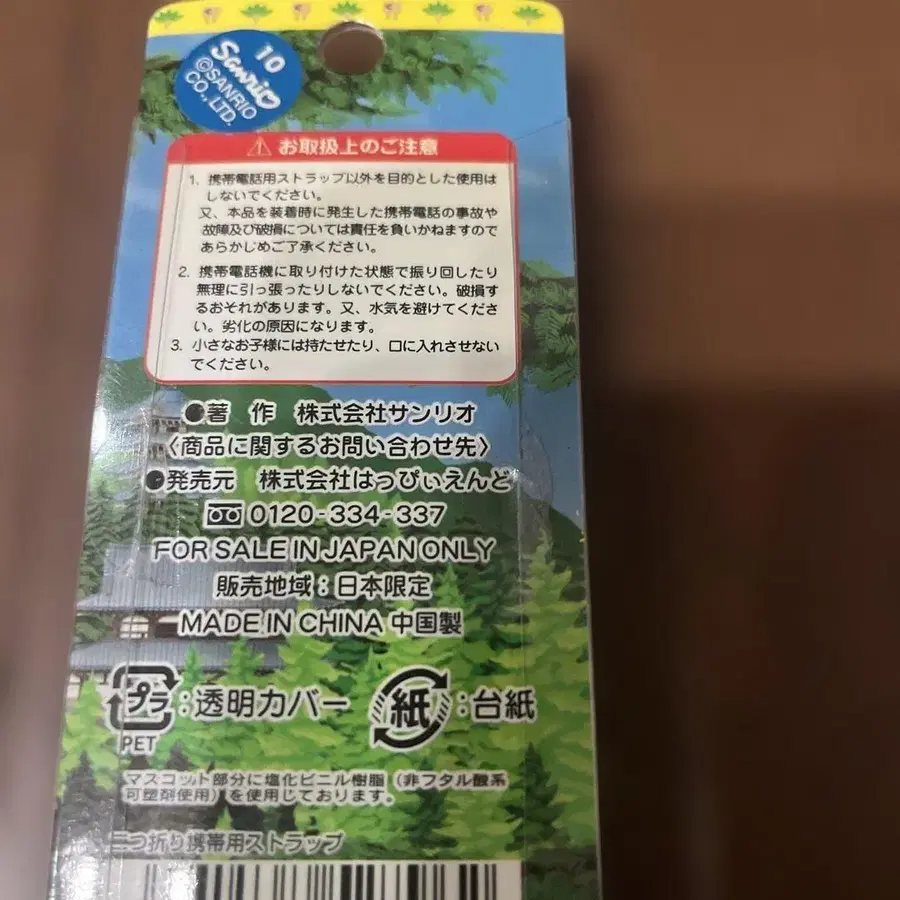 10
Sanrio
©SANRIO
CO., LTD.
お取扱上のご注意
1. 携帯電話用ストラップ以外を目的とした使用は
しないでください。
又、本品を装着時に発生した携帯電話の事故や
故障及び破損については責任を負いかねますので
あらかじめご了承ください。
2. 携帯電話機に取り付けた状態で振り回したり
無理に引っ張ったりしないでください。破損す
るおそれがあります。又、水気を避けてくださ
い。劣化の原因になります。
3. 小さなお子様には持たせたり、口に入れさせない
でください。
●著 作 株式会社サンリオ
〈商品に関するお問い合わせ先〉
●発売元 株式会社はっぴぃえんど
0120-334-337
FOR SALE IN JAPAN ONLY
販売地域：日本限定
MADE IN CHINA 中国製
プラ：透明カバー 紙：台紙
PET
マスコット部分に塩化ビニル樹脂（非フタル酸系
可塑剤使用）を使用しております。
つ折り携帯用ストラップ